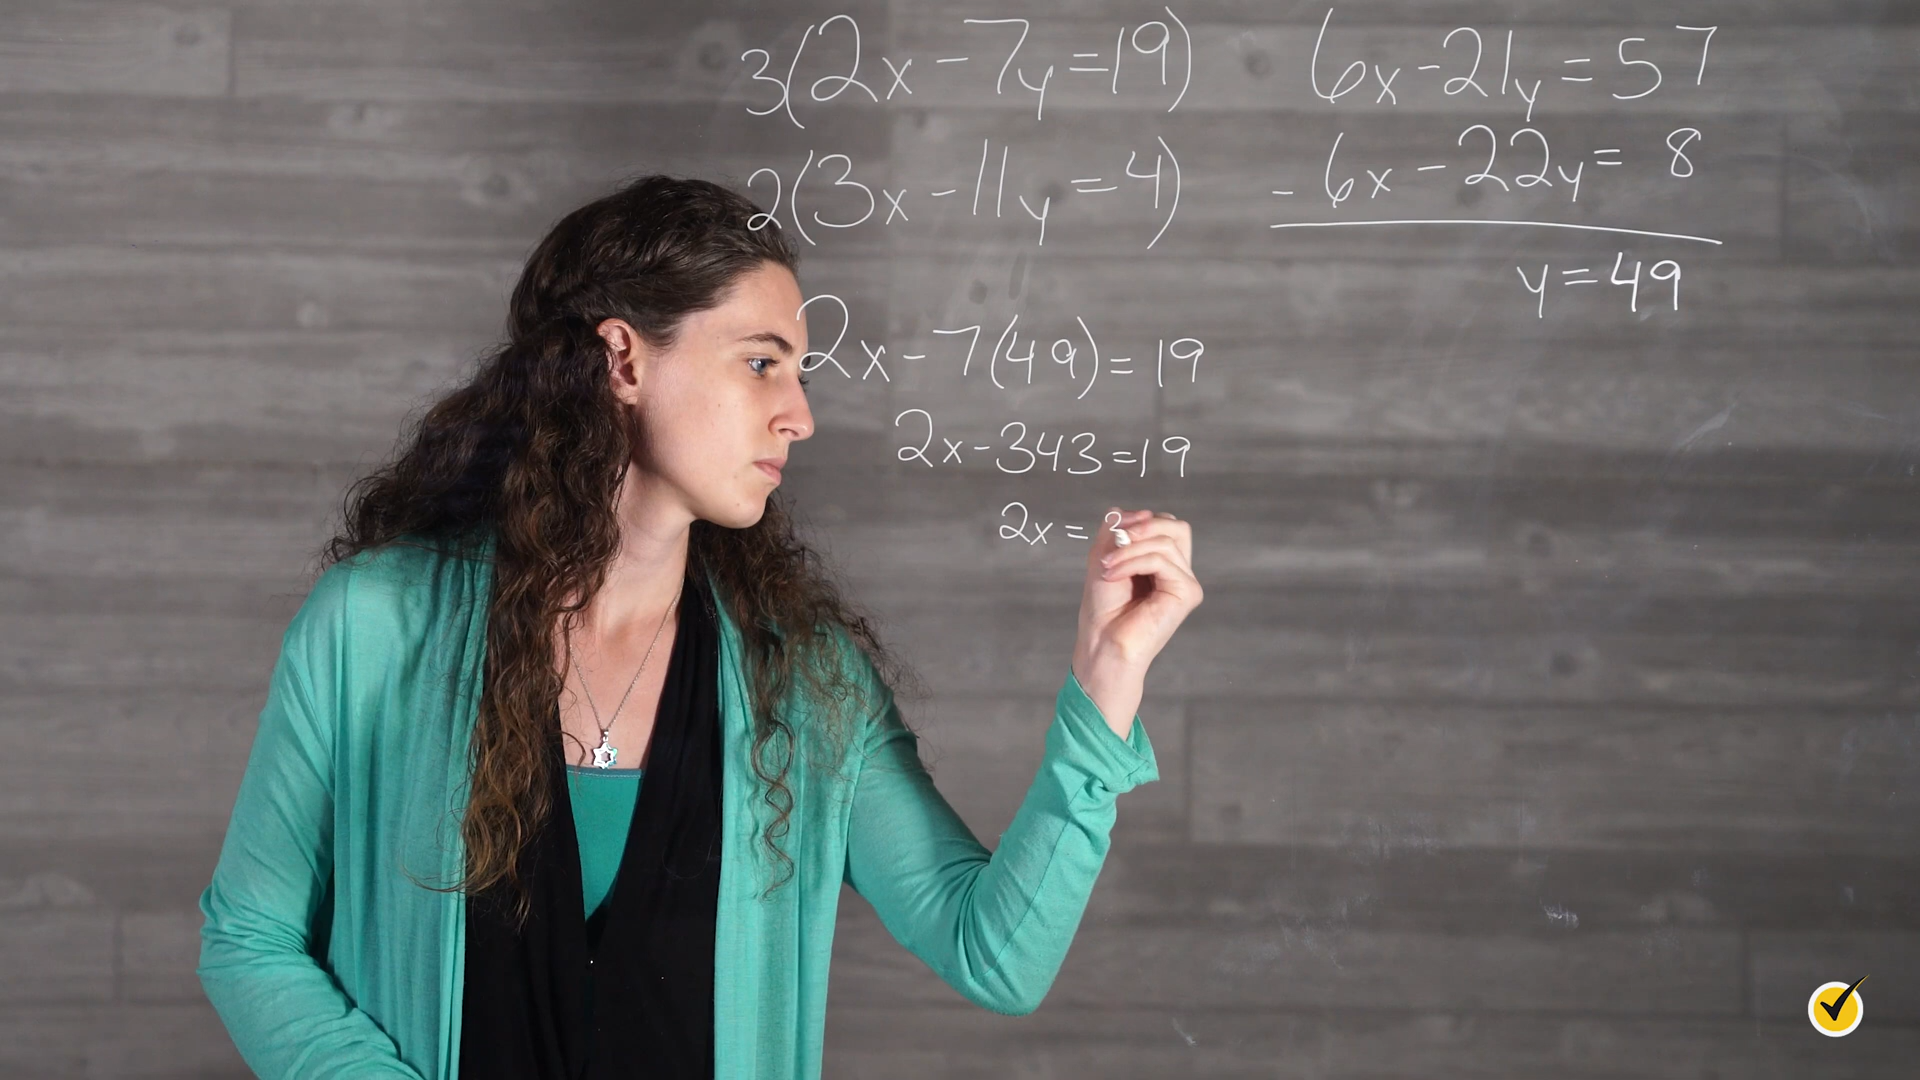 3(2x - 7y = 19)
2(3x - 11y = 4)
6x - 21y = 57
- 6x - 22y = 8
y = 49
2x - 7(49) = 19
2x - 343 = 19
2x = 3